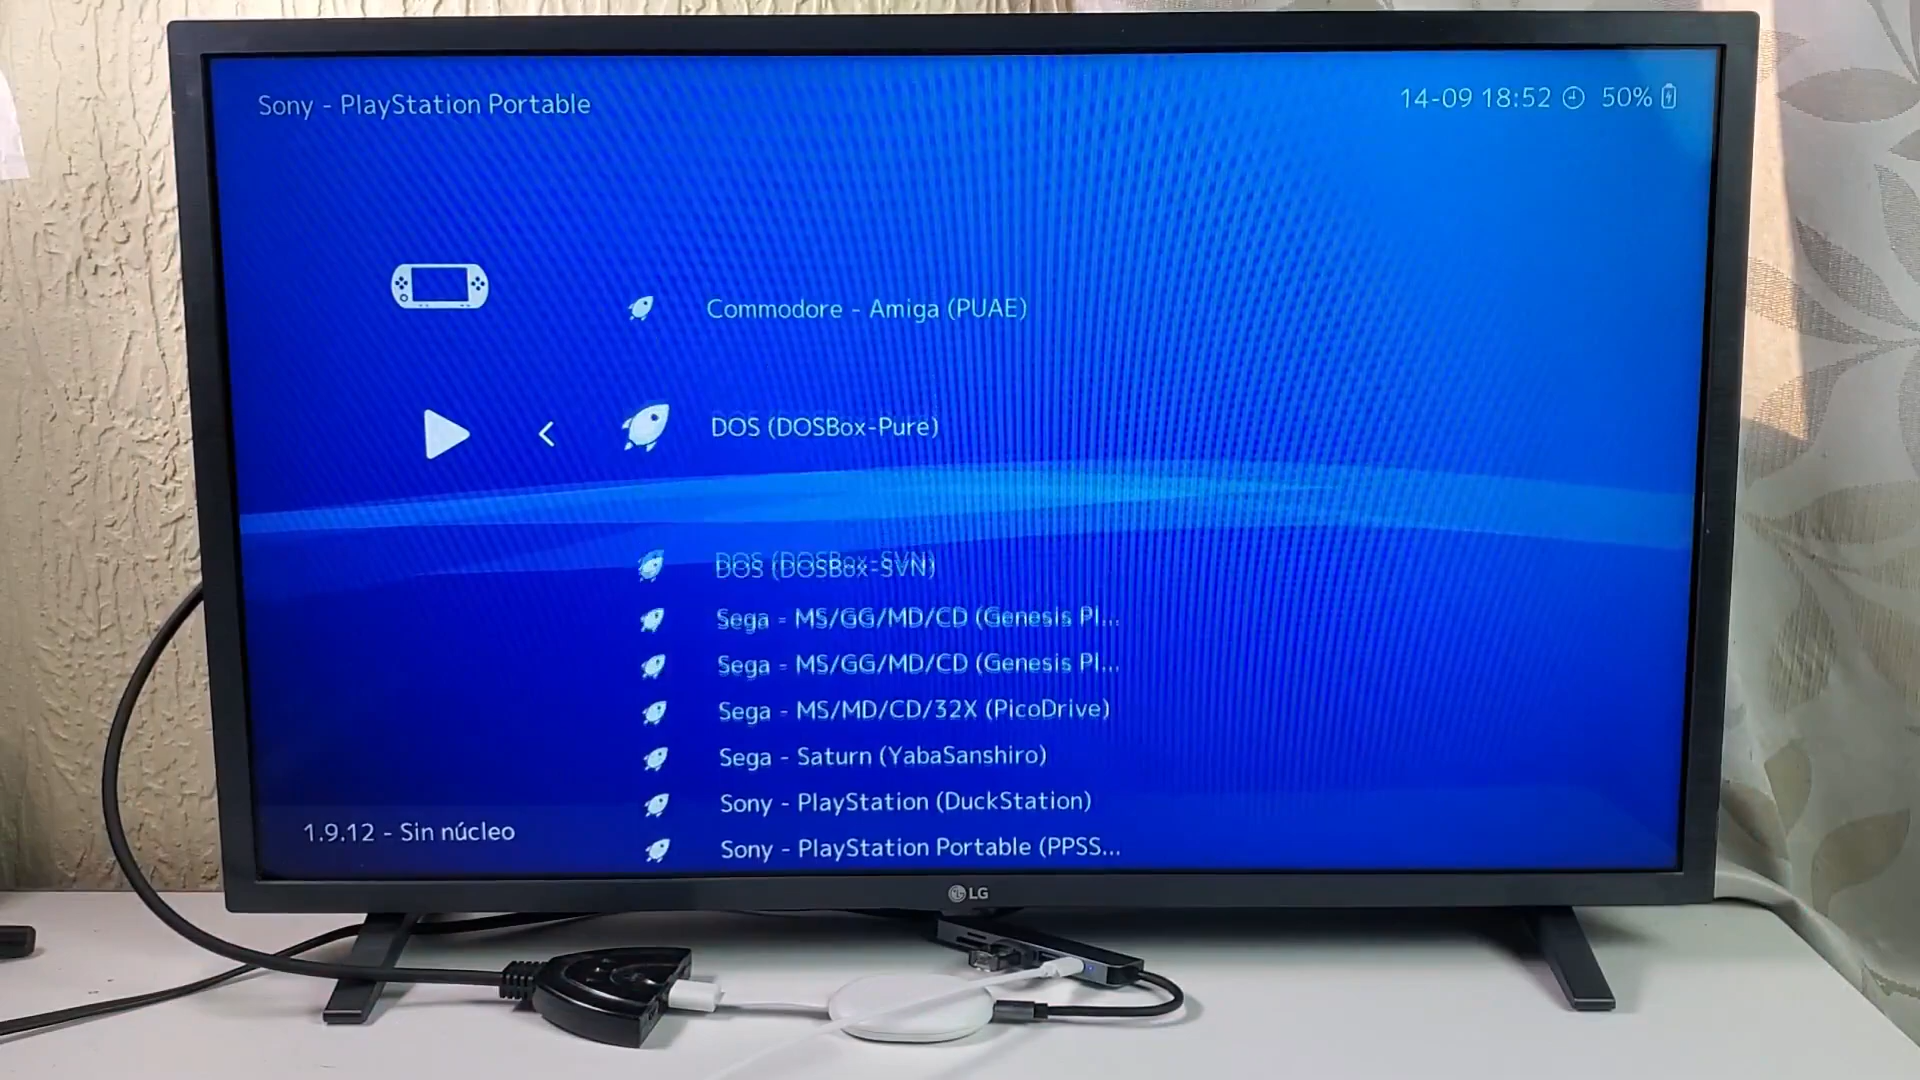 Sony - PlayStation Portable
14-09 18:52 50%
Commodore - Amiga (PUAE)
DOS (DOSBox-Pure)
DOS (DOSBox-SVN)
Sega - MS/GG/MD/CD (Genesis Pl...
Sega - MS/GG/MD/CD (Genesis Pl...
Sega - MS/MD/CD/32X (PicoDrive)
Sega - Saturn (YabaSanshiro)
Sony - PlayStation (DuckStation)
Sony - PlayStation Portable (PPSS...
1.9.12 - Sin núcleo
LG